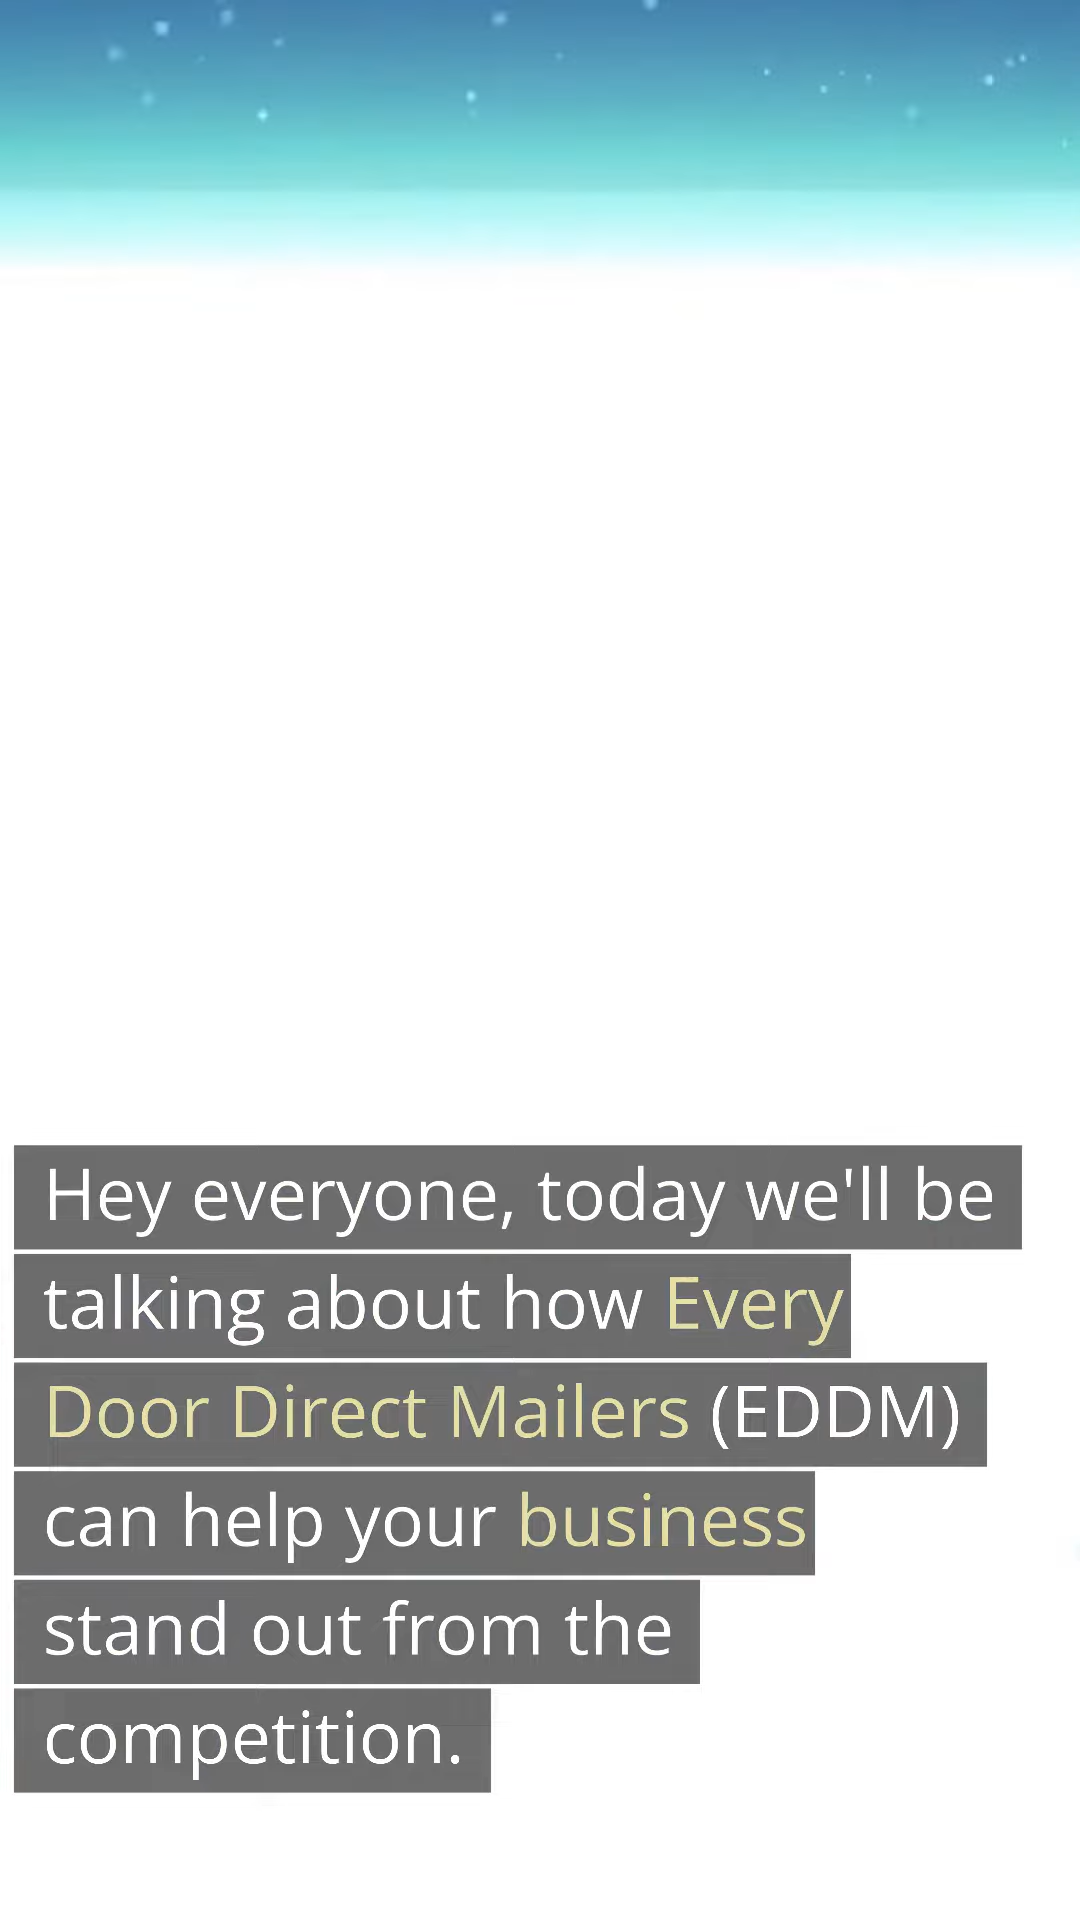 Hey everyone, today we'll be
talking about how Every
Door Direct Mailers (EDDM)
can help your business
stand out from the
competition.